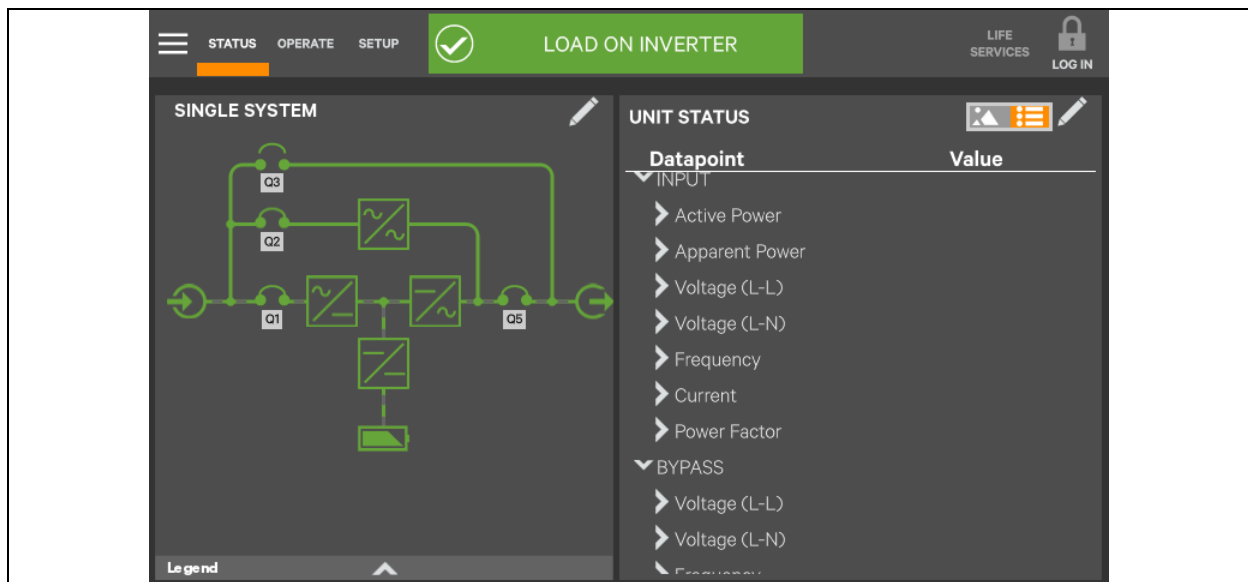 STATUS OPERATE SETUP LOAD ON INVERTER LIFE SERVICES LOG IN
SINGLE SYSTEM
Q3
Q2
Q1
Q5
Legend
UNIT STATUS
Datapoint Value
INPUT
Active Power
Apparent Power
Voltage (L-L)
Voltage (L-N)
Frequency
Current
Power Factor
BYPASS
Voltage (L-L)
Voltage (L-N)
Frequency